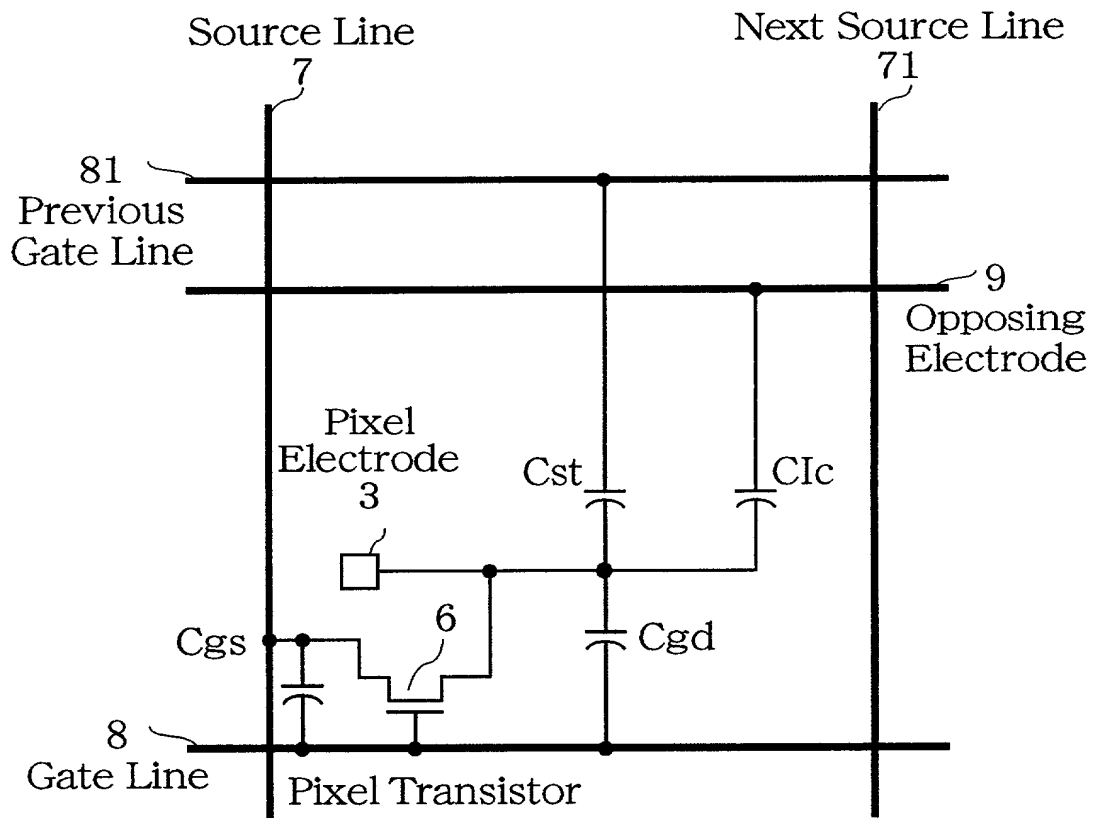 Source Line
7
Next Source Line
71
81
Previous
Gate Line
9
Opposing
Electrode
Pixel
Electrode
3
Cst
CIc
Cgs
6
Cgd
8
Gate Line
Pixel Transistor